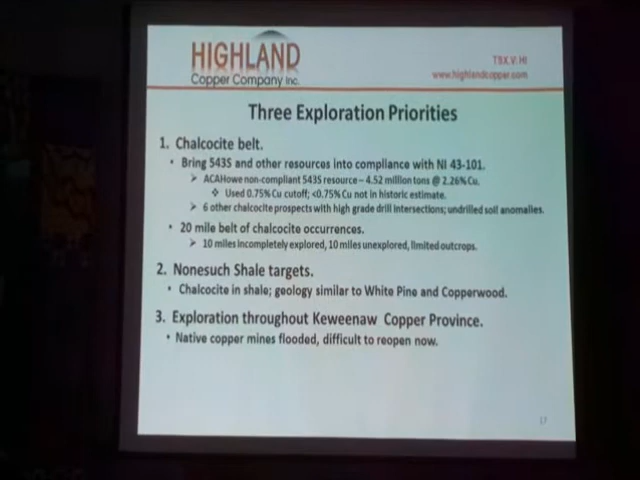 HIGHLAND
Copper Company Inc.
TSX.V: HI
www.highlandcopper.com
Three Exploration Priorities
1. Chalcocite belt.
• Bring 543S and other resources into compliance with NI 43-101.
➢ ACAHowe non-compliant 543S resource – 4.52 million tons @ 2.26% Cu.
❖ Used 0.75% Cu cutoff; <0.75% Cu not in historic estimate.
➢ 6 other chalcocite prospects with high grade drill intersections; undrilled soil anomalies.
• 20 mile belt of chalcocite occurrences.
➢ 10 miles incompletely explored, 10 miles unexplored, limited outcrops.
2. Nonesuch Shale targets.
• Chalcocite in shale; geology similar to White Pine and Copperwood.
3. Exploration throughout Keweenaw Copper Province.
• Native copper mines flooded, difficult to reopen now.
17